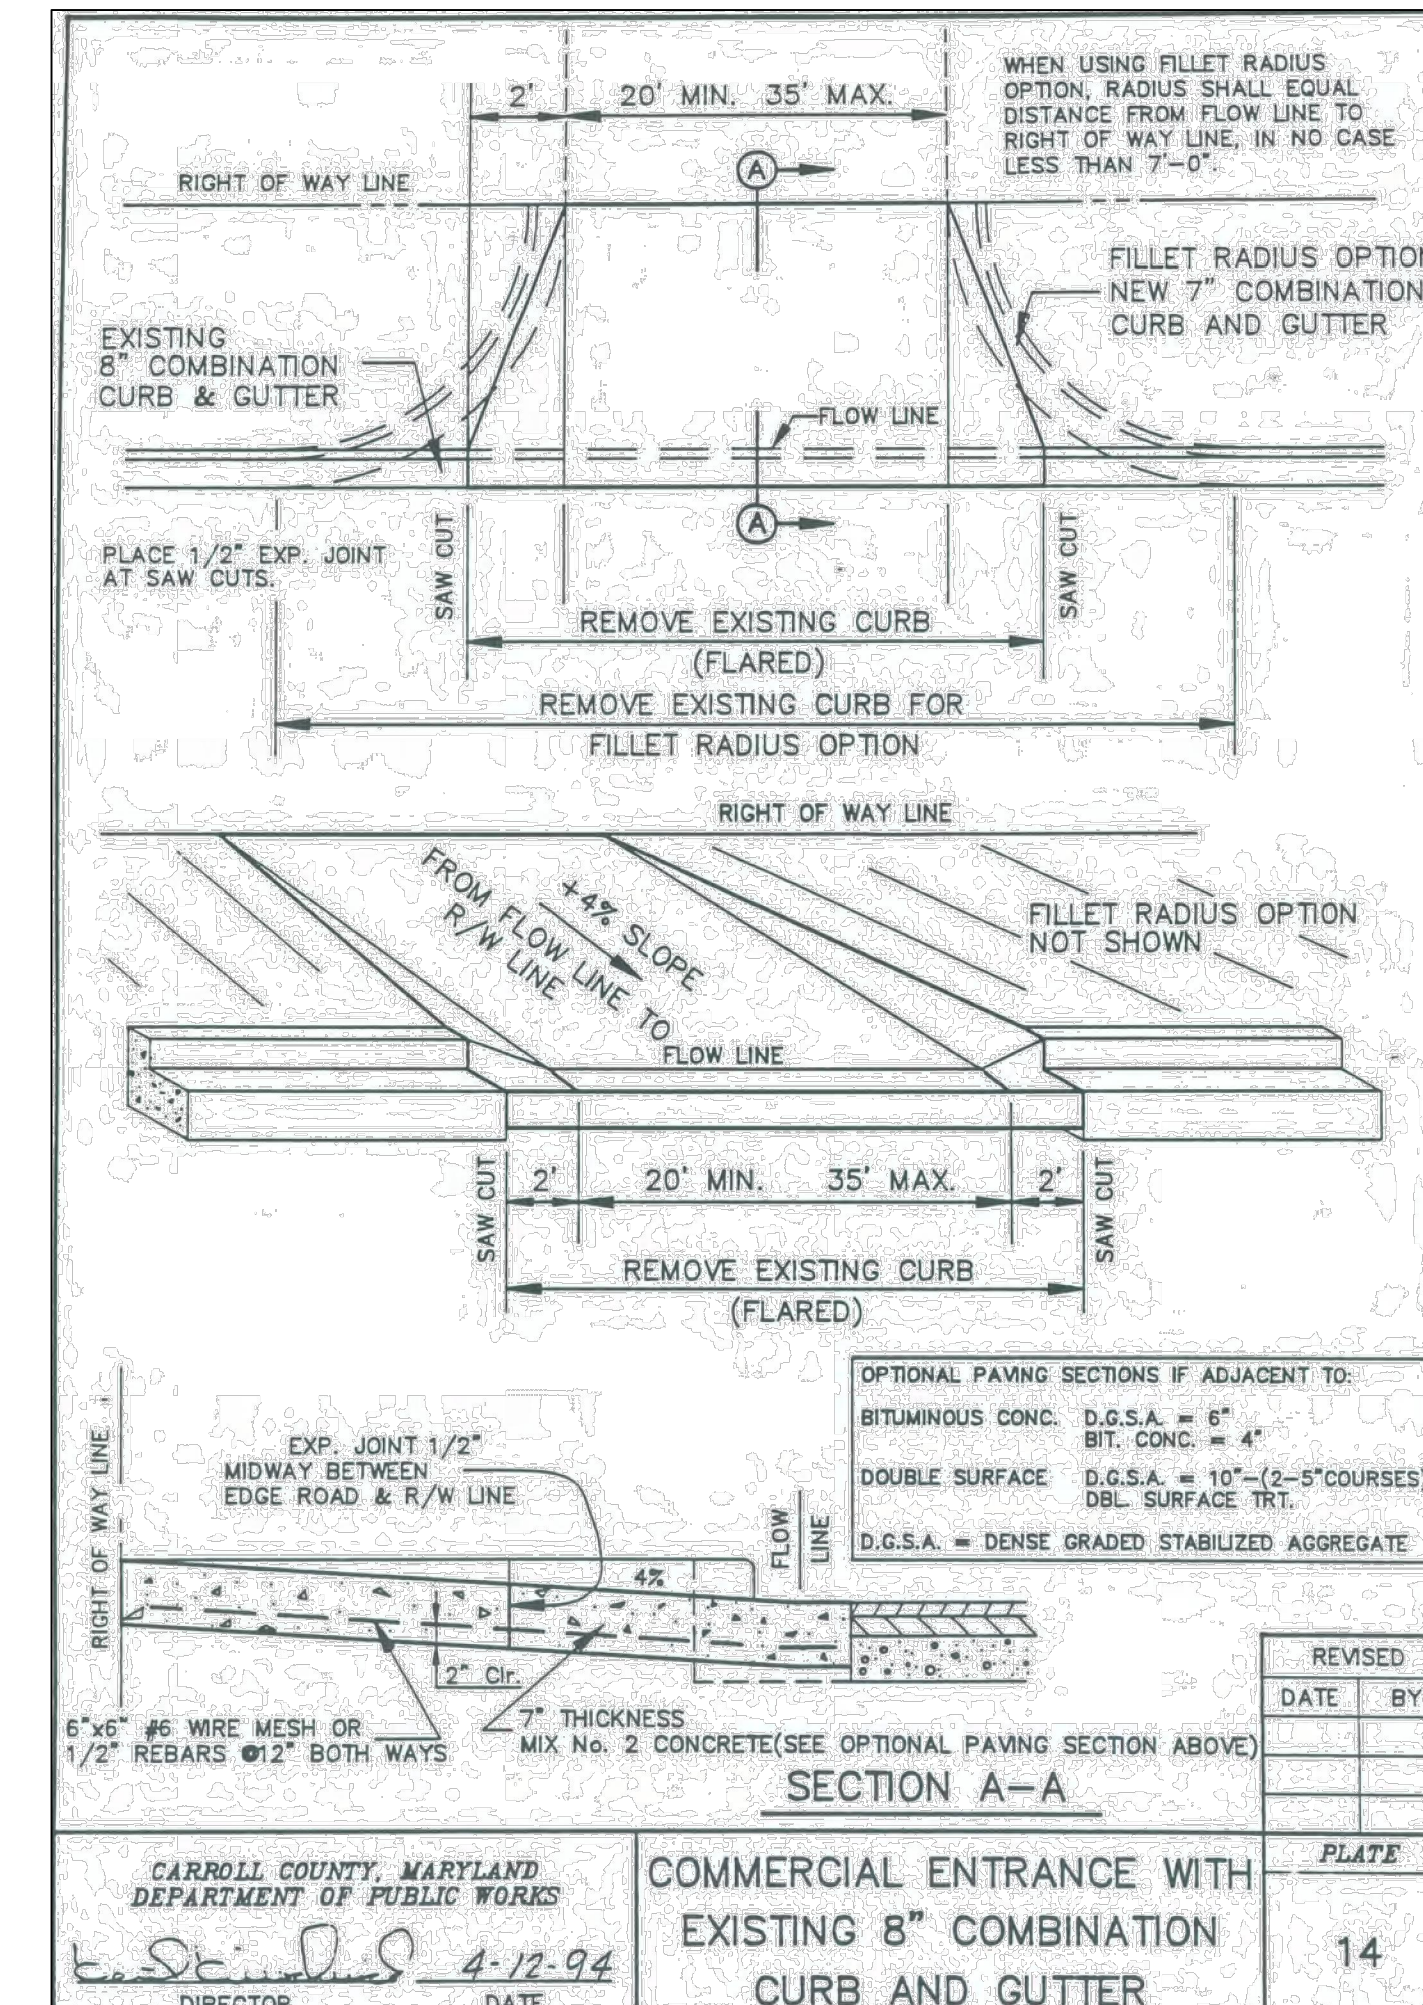 2' 20' MIN. 35' MAX.
WHEN USING FILLET RADIUS
OPTION, RADIUS SHALL EQUAL
DISTANCE FROM FLOW LINE TO
RIGHT OF WAY LINE, IN NO CASE
LESS THAN 7'-0".
A
RIGHT OF WAY LINE
FILLET RADIUS OPTION
NEW 7" COMBINATION
CURB AND GUTTER
EXISTING
8" COMBINATION
CURB & GUTTER
FLOW LINE
A
PLACE 1/2" EXP. JOINT
AT SAW CUTS.
SAW CUT
SAW CUT
REMOVE EXISTING CURB
(FLARED)
REMOVE EXISTING CURB FOR
FILLET RADIUS OPTION
RIGHT OF WAY LINE
FROM FLOW LINE TO
R/W LINE
+4% SLOPE
FILLET RADIUS OPTION
NOT SHOWN
FLOW LINE
SAW CUT
2' 20' MIN. 35' MAX. 2'
SAW CUT
REMOVE EXISTING CURB
(FLARED)
OPTIONAL PAVING SECTIONS IF ADJACENT TO:
BITUMINOUS CONC. D.G.S.A. = 6"
BIT. CONC. = 4"
DOUBLE SURFACE D.G.S.A. = 10"-(2-5"COURSES)
DBL. SURFACE TRT.
D.G.S.A. = DENSE GRADED STABILIZED AGGREGATE
RIGHT OF WAY LINE
EXP. JOINT 1/2"
MIDWAY BETWEEN
EDGE ROAD & R/W LINE
FLOW
LINE
4%
2" Clr.
6"x6" #6 WIRE MESH OR
1/2" REBARS @12" BOTH WAYS
7" THICKNESS
MIX No. 2 CONCRETE(SEE OPTIONAL PAVING SECTION ABOVE)
SECTION A-A
REVISED
DATE BY
CARROLL COUNTY, MARYLAND
DEPARTMENT OF PUBLIC WORKS
4-12-94
DIRECTOR DATE
COMMERCIAL ENTRANCE WITH
EXISTING 8" COMBINATION
CURB AND GUTTER
PLATE
14